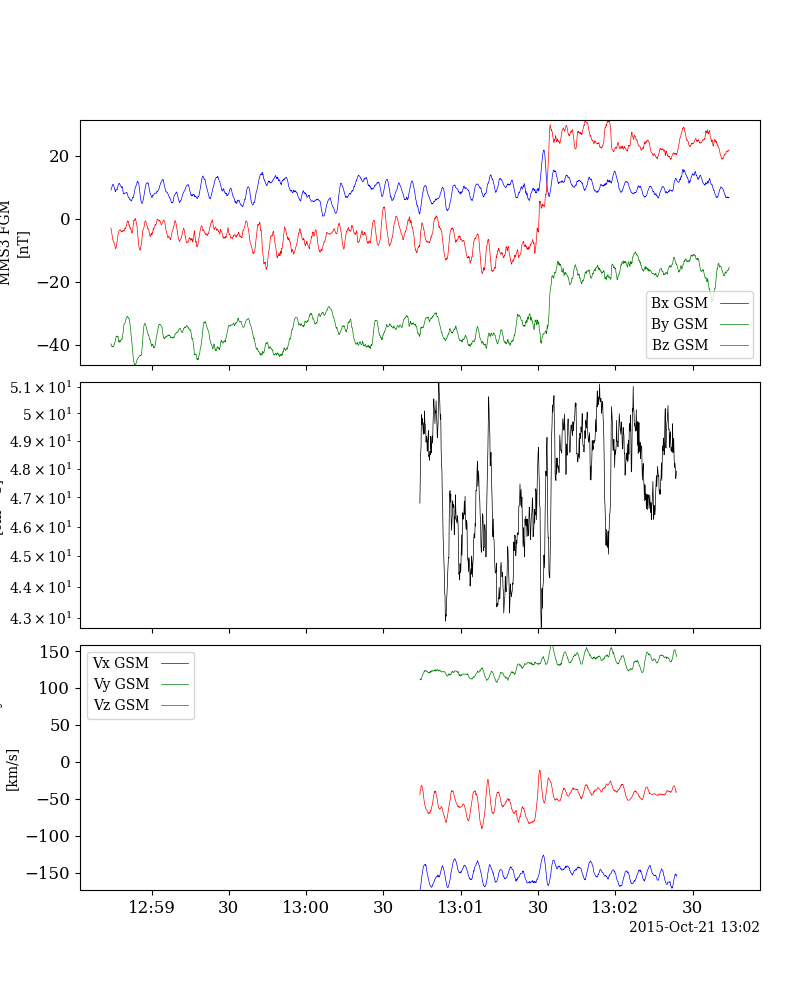 20
0
−20
−40
MMS3 FGM
[nT]
Bx GSM
By GSM
Bz GSM
5.1 × 10¹
5 × 10¹
4.9 × 10¹
4.8 × 10¹
4.7 × 10¹
4.6 × 10¹
4.5 × 10¹
4.4 × 10¹
4.3 × 10¹
150
100
50
0
−50
−100
−150
[km/s]
Vx GSM
Vy GSM
Vz GSM
12:59 30 13:00 30 13:01 30 13:02 30
2015-Oct-21 13:02